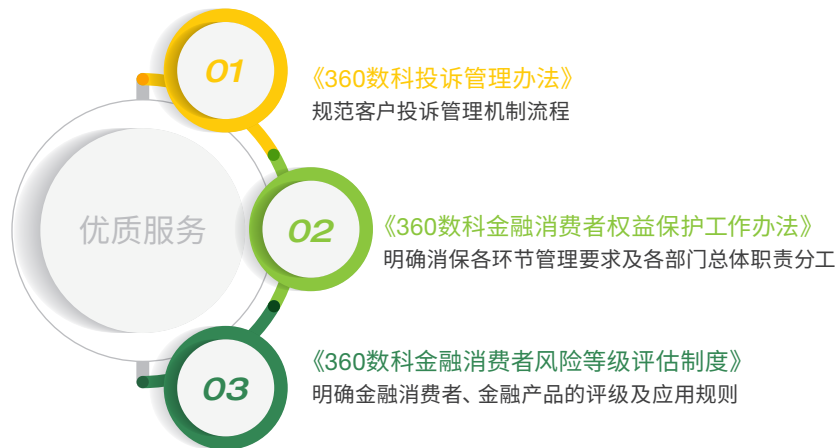 01
《360数科投诉管理办法》
规范客户投诉管理机制流程
优质服务
02
《360数科金融消费者权益保护工作办法》
明确消保各环节管理要求及各部门总体职责分工
03
《360数科金融消费者风险等级评估制度》
明确金融消费者、金融产品的评级及应用规则